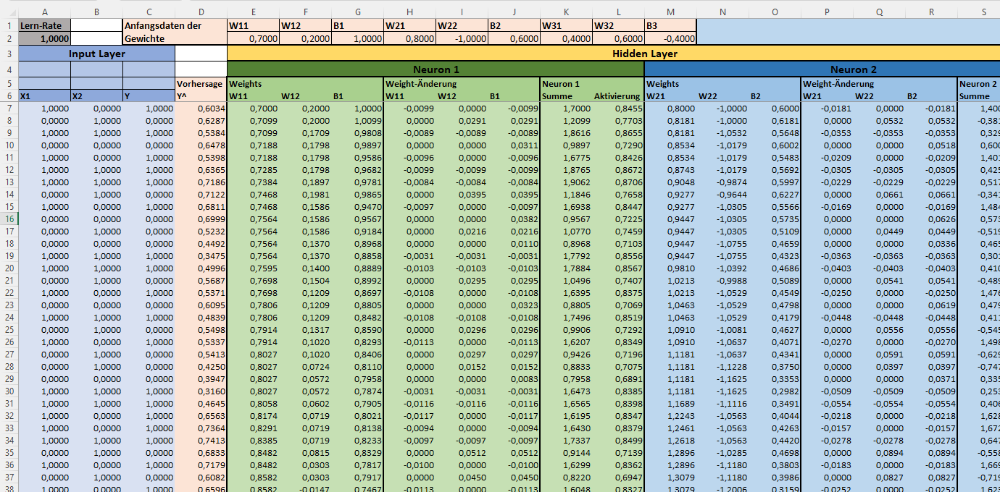 A B C D E F G H I J K L M N O P Q R S
1 Lern-Rate Anfangsdaten der W11 W12 B1 W21 W22 B2 W31 W32 B3
2 1,0000 Gewichte 0,7000 0,2000 1,0000 0,8000 -1,0000 0,6000 0,4000 0,6000 -0,4000
3 Input Layer Hidden Layer
4 Neuron 1 Neuron 2
5 Vorhersage Weights Weight-Änderung Neuron 1 Weights Weight-Änderung Neuron 2
6 X1 X2 Y Y^ W11 W12 B1 W11 W12 B1 Summe Aktivierung W21 W22 B2 W21 W22 B2 Summe
7 1,0000 0,0000 1,0000 0,6034 0,7000 0,2000 1,0000 -0,0099 0,0000 -0,0099 1,7000 0,8455 0,8000 -1,0000 0,6000 -0,0181 0,0000 -0,0181 1,40
8 0,0000 1,0000 0,0000 0,6287 0,7099 0,2000 1,0099 0,0000 0,0291 0,0291 1,2099 0,7703 0,8181 -1,0000 0,6181 0,0000 0,0532 0,0532 -0,38
9 1,0000 1,0000 1,0000 0,5384 0,7099 0,1709 0,9808 -0,0089 -0,0089 -0,0089 1,8616 0,8655 0,8181 -1,0532 0,5648 -0,0353 -0,0353 -0,0353 0,32
10 0,0000 0,0000 0,0000 0,6478 0,7188 0,1798 0,9897 0,0000 0,0000 0,0311 0,9897 0,7290 0,8534 -1,0179 0,6002 0,0000 0,0000 0,0518 0,60
11 1,0000 0,0000 1,0000 0,5398 0,7188 0,1798 0,9586 -0,0096 0,0000 -0,0096 1,6775 0,8426 0,8534 -1,0179 0,5483 -0,0209 0,0000 -0,0209 1,40
12 1,0000 1,0000 1,0000 0,6365 0,7285 0,1798 0,9682 -0,0099 -0,0099 -0,0099 1,8765 0,8672 0,8743 -1,0179 0,5692 -0,0305 -0,0305 -0,0305 0,42
13 1,0000 1,0000 1,0000 0,7186 0,7384 0,1897 0,9781 -0,0084 -0,0084 -0,0084 1,9062 0,8706 0,9048 -0,9874 0,5997 -0,0229 -0,0229 -0,0229 0,51
14 0,0000 1,0000 0,0000 0,7122 0,7468 0,1981 0,9865 0,0000 0,0395 0,0395 1,1846 0,7658 0,9277 -0,9644 0,6227 0,0000 0,0661 0,0661 -0,34
15 1,0000 0,0000 1,0000 0,6811 0,7468 0,1586 0,9470 -0,0097 0,0000 -0,0097 1,6938 0,8447 0,9277 -1,0305 0,5566 -0,0169 0,0000 -0,0169 1,48
16 0,0000 0,0000 0,0000 0,6999 0,7564 0,1586 0,9567 0,0000 0,0000 0,0382 0,9567 0,7225 0,9447 -1,0305 0,5735 0,0000 0,0000 0,0626 0,57
17 0,0000 1,0000 0,0000 0,5232 0,7564 0,1586 0,9184 0,0000 0,0216 0,0216 1,0770 0,7459 0,9447 -1,0305 0,5109 0,0000 0,0449 0,0449 -0,51
18 0,0000 0,0000 0,0000 0,4492 0,7564 0,1370 0,8968 0,0000 0,0000 0,0110 0,8968 0,7103 0,9447 -1,0755 0,4659 0,0000 0,0000 0,0336 0,46
19 1,0000 1,0000 1,0000 0,3475 0,7564 0,1370 0,8858 -0,0031 -0,0031 -0,0031 1,7792 0,8556 0,9447 -1,0755 0,4323 -0,0363 -0,0363 -0,0363 0,30
20 1,0000 1,0000 1,0000 0,4996 0,7595 0,1400 0,8889 -0,0103 -0,0103 -0,0103 1,7884 0,8567 0,9810 -1,0392 0,4686 -0,0403 -0,0403 -0,0403 0,41
21 0,0000 1,0000 0,0000 0,5687 0,7698 0,1504 0,8992 0,0000 0,0295 0,0295 1,0496 0,7407 1,0213 -0,9988 0,5089 0,0000 0,0541 0,0541 -0,48
22 1,0000 0,0000 1,0000 0,5371 0,7698 0,1209 0,8697 -0,0108 0,0000 -0,0108 1,6395 0,8375 1,0213 -1,0529 0,4549 -0,0250 0,0000 -0,0250 1,47
23 0,0000 0,0000 0,0000 0,6095 0,7806 0,1209 0,8805 0,0000 0,0000 0,0323 0,8805 0,7069 1,0463 -1,0529 0,4798 0,0000 0,0000 0,0619 0,47
24 1,0000 1,0000 1,0000 0,4839 0,7806 0,1209 0,8482 -0,0108 -0,0108 -0,0108 1,7496 0,8519 1,0463 -1,0529 0,4179 -0,0448 -0,0448 -0,0448 0,41
25 0,0000 1,0000 0,0000 0,5498 0,7914 0,1317 0,8590 0,0000 0,0296 0,0296 0,9906 0,7292 1,0910 -1,0081 0,4627 0,0000 0,0556 0,0556 -0,54
26 1,0000 0,0000 1,0000 0,5337 0,7914 0,1020 0,8293 -0,0113 0,0000 -0,0113 1,6207 0,8349 1,0910 -1,0637 0,4071 -0,0270 0,0000 -0,0270 1,49
27 0,0000 1,0000 0,0000 0,5413 0,8027 0,1020 0,8406 0,0000 0,0297 0,0297 0,9426 0,7196 1,1181 -1,0637 0,4341 0,0000 0,0591 0,0591 -0,62
28 0,0000 1,0000 0,0000 0,4250 0,8027 0,0724 0,8110 0,0000 0,0152 0,0152 0,8833 0,7075 1,1181 -1,1228 0,3750 0,0000 0,0397 0,0397 -0,74
29 0,0000 0,0000 0,0000 0,3947 0,8027 0,0572 0,7958 0,0000 0,0000 0,0083 0,7958 0,6891 1,1181 -1,1625 0,3353 0,0000 0,0000 0,0371 0,33
30 1,0000 1,0000 1,0000 0,3160 0,8027 0,0572 0,7874 -0,0031 -0,0031 -0,0031 1,6473 0,8385 1,1181 -1,1625 0,2982 -0,0509 -0,0509 -0,0509 0,25
31 1,0000 1,0000 1,0000 0,4645 0,8058 0,0602 0,7905 -0,0116 -0,0116 -0,0116 1,6565 0,8398 1,1689 -1,1116 0,3491 -0,0554 -0,0554 -0,0554 0,40
32 1,0000 0,0000 1,0000 0,6563 0,8174 0,0719 0,8021 -0,0117 0,0000 -0,0117 1,6195 0,8347 1,2243 -1,0563 0,4044 -0,0218 0,0000 -0,0218 1,62
33 1,0000 0,0000 1,0000 0,7364 0,8291 0,0719 0,8138 -0,0094 0,0000 -0,0094 1,6430 0,8379 1,2461 -1,0563 0,4263 -0,0157 0,0000 -0,0157 1,67
34 1,0000 1,0000 1,0000 0,7413 0,8385 0,0719 0,8233 -0,0097 -0,0097 -0,0097 1,7337 0,8499 1,2618 -1,0563 0,4420 -0,0278 -0,0278 -0,0278 0,64
35 0,0000 1,0000 0,0000 0,6833 0,8482 0,0815 0,8329 0,0000 0,0512 0,0512 0,9144 0,7139 1,2896 -1,0285 0,4698 0,0000 0,0894 0,0894 -0,55
36 1,0000 0,0000 1,0000 0,7179 0,8482 0,0303 0,7817 -0,0100 0,0000 -0,0100 1,6299 0,8362 1,2896 -1,1180 0,3803 -0,0183 0,0000 -0,0183 1,66
37 0,0000 1,0000 0,0000 0,6082 0,8582 0,0303 0,7917 0,0000 0,0450 0,0450 0,8220 0,6947 1,3079 -1,1180 0,3986 0,0000 0,0827 0,0827 -0,71
38 1,0000 0,0000 1,0000 0,6596 0,8582 -0,0147 0,7467 -0,0113 0,0000 -0,0113 1,6048 0,8327 1,3079 -1,2006 0,3159 -0,0252 0,0000 -0,0252 1,62